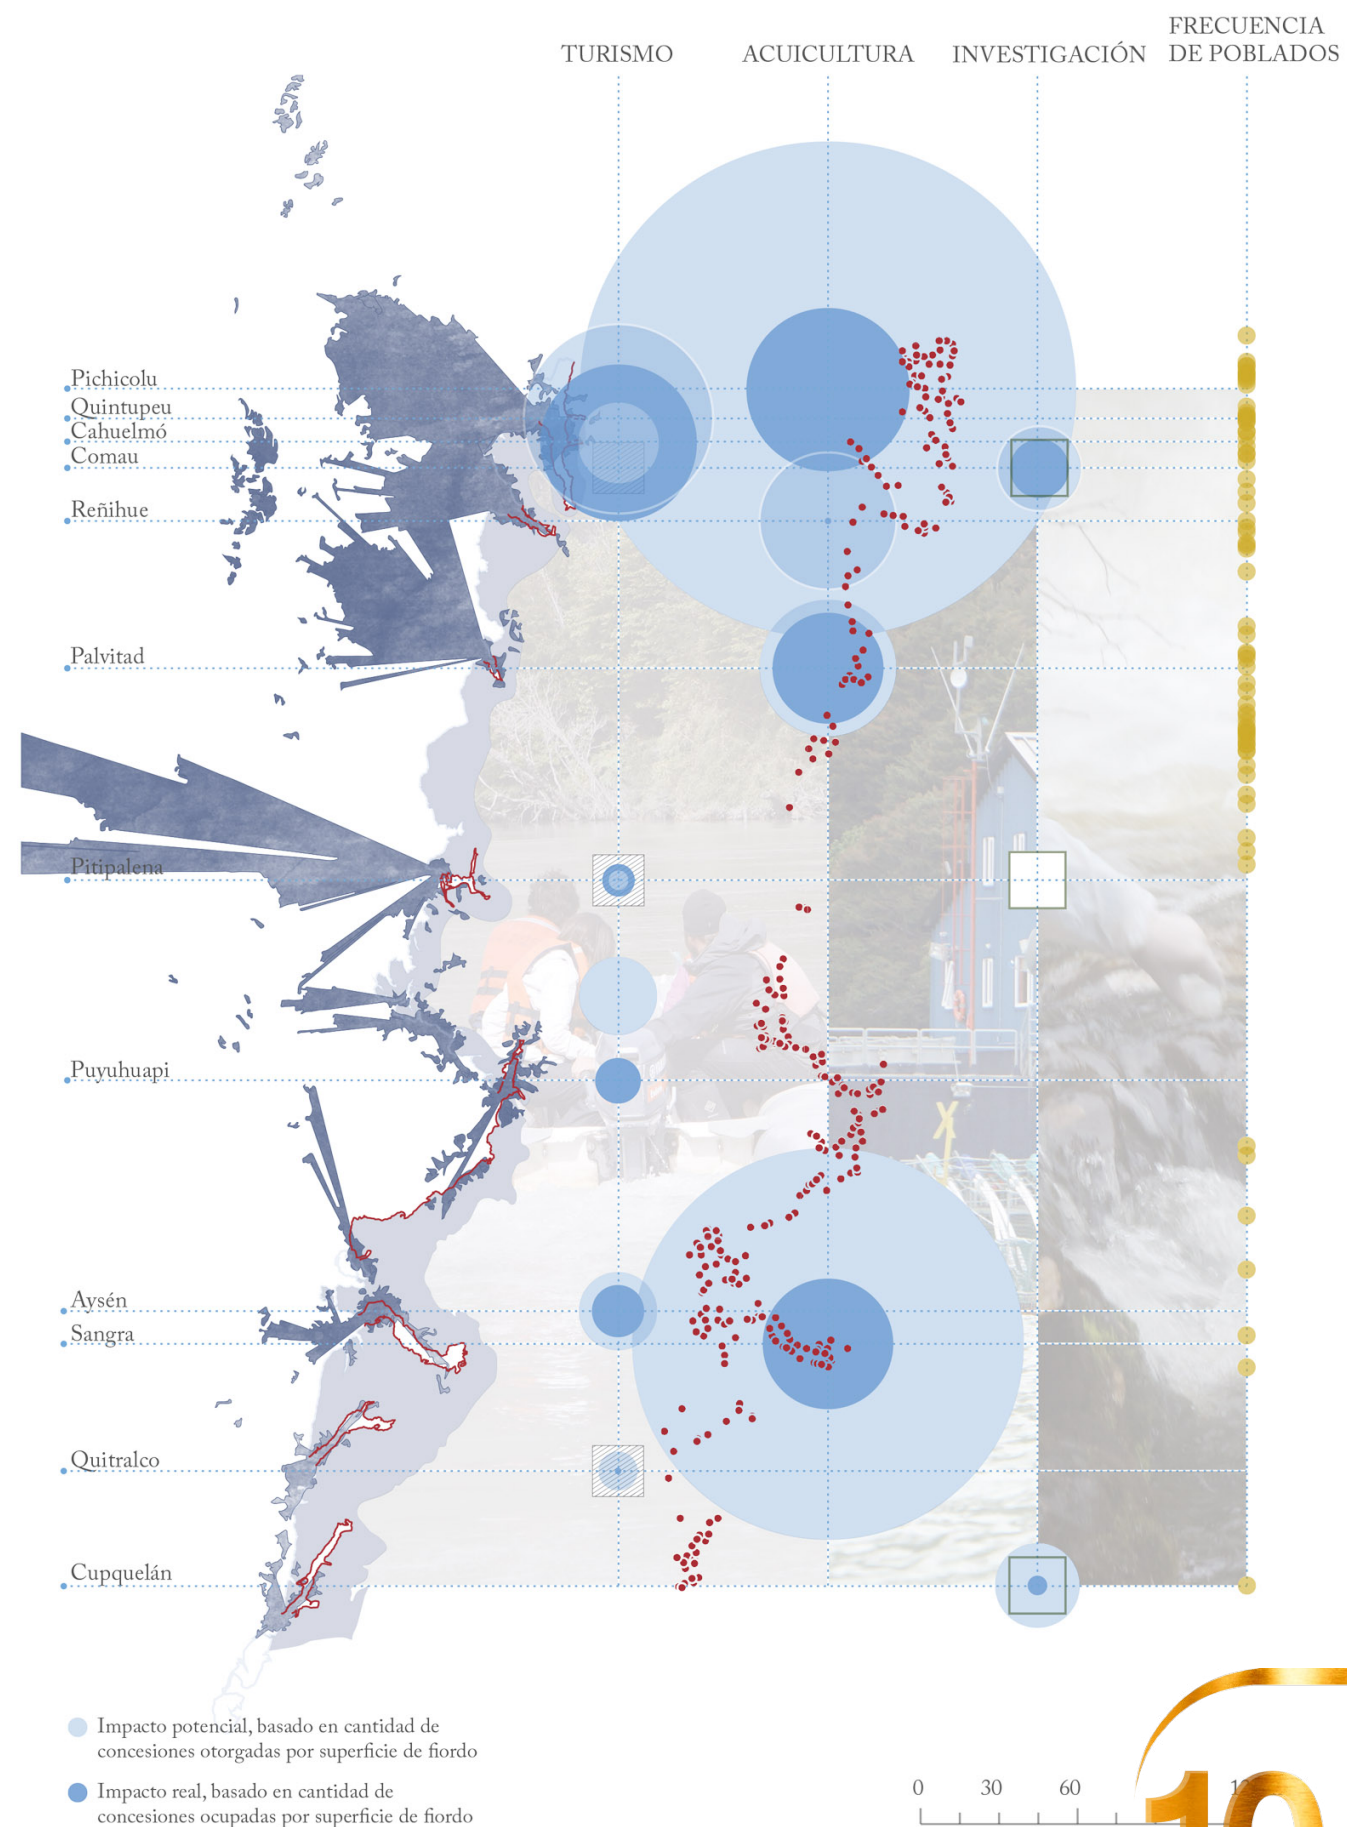 TURISMO
ACUICULTURA
INVESTIGACIÓN
FRECUENCIA
DE POBLADOS
Pichicolu
Quintupeu
Cahuelmó
Comau
Reñihue
Palvitad
Pitipalena
Puyuhuapi
Aysén
Sangra
Quitralco
Cupquelán
Impacto potencial, basado en cantidad de
concesiones otorgadas por superficie de fiordo
Impacto real, basado en cantidad de
concesiones ocupadas por superficie de fiordo
0 30 60
10